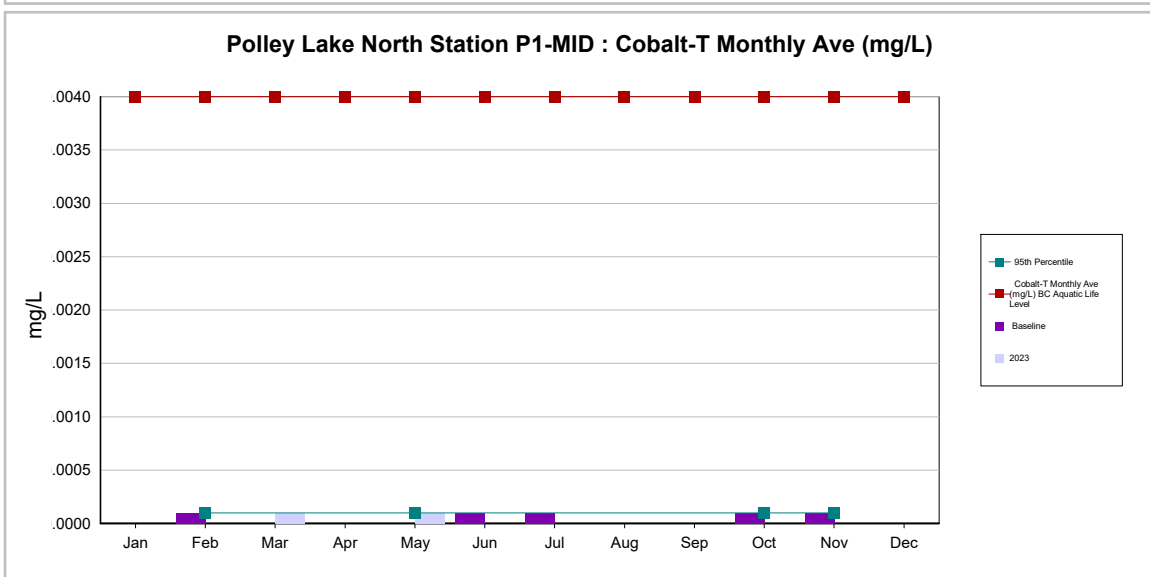 Polley Lake North Station P1-MID : Cobalt-T Monthly Ave (mg/L)
.0040
.0035
.0030
.0025
.0020
.0015
.0010
.0005
.0000
mg/L
Jan Feb Mar Apr May Jun Jul Aug Sep Oct Nov Dec
95th Percentile
Cobalt-T Monthly Ave
(mg/L) BC Aquatic Life
Level
Baseline
2023